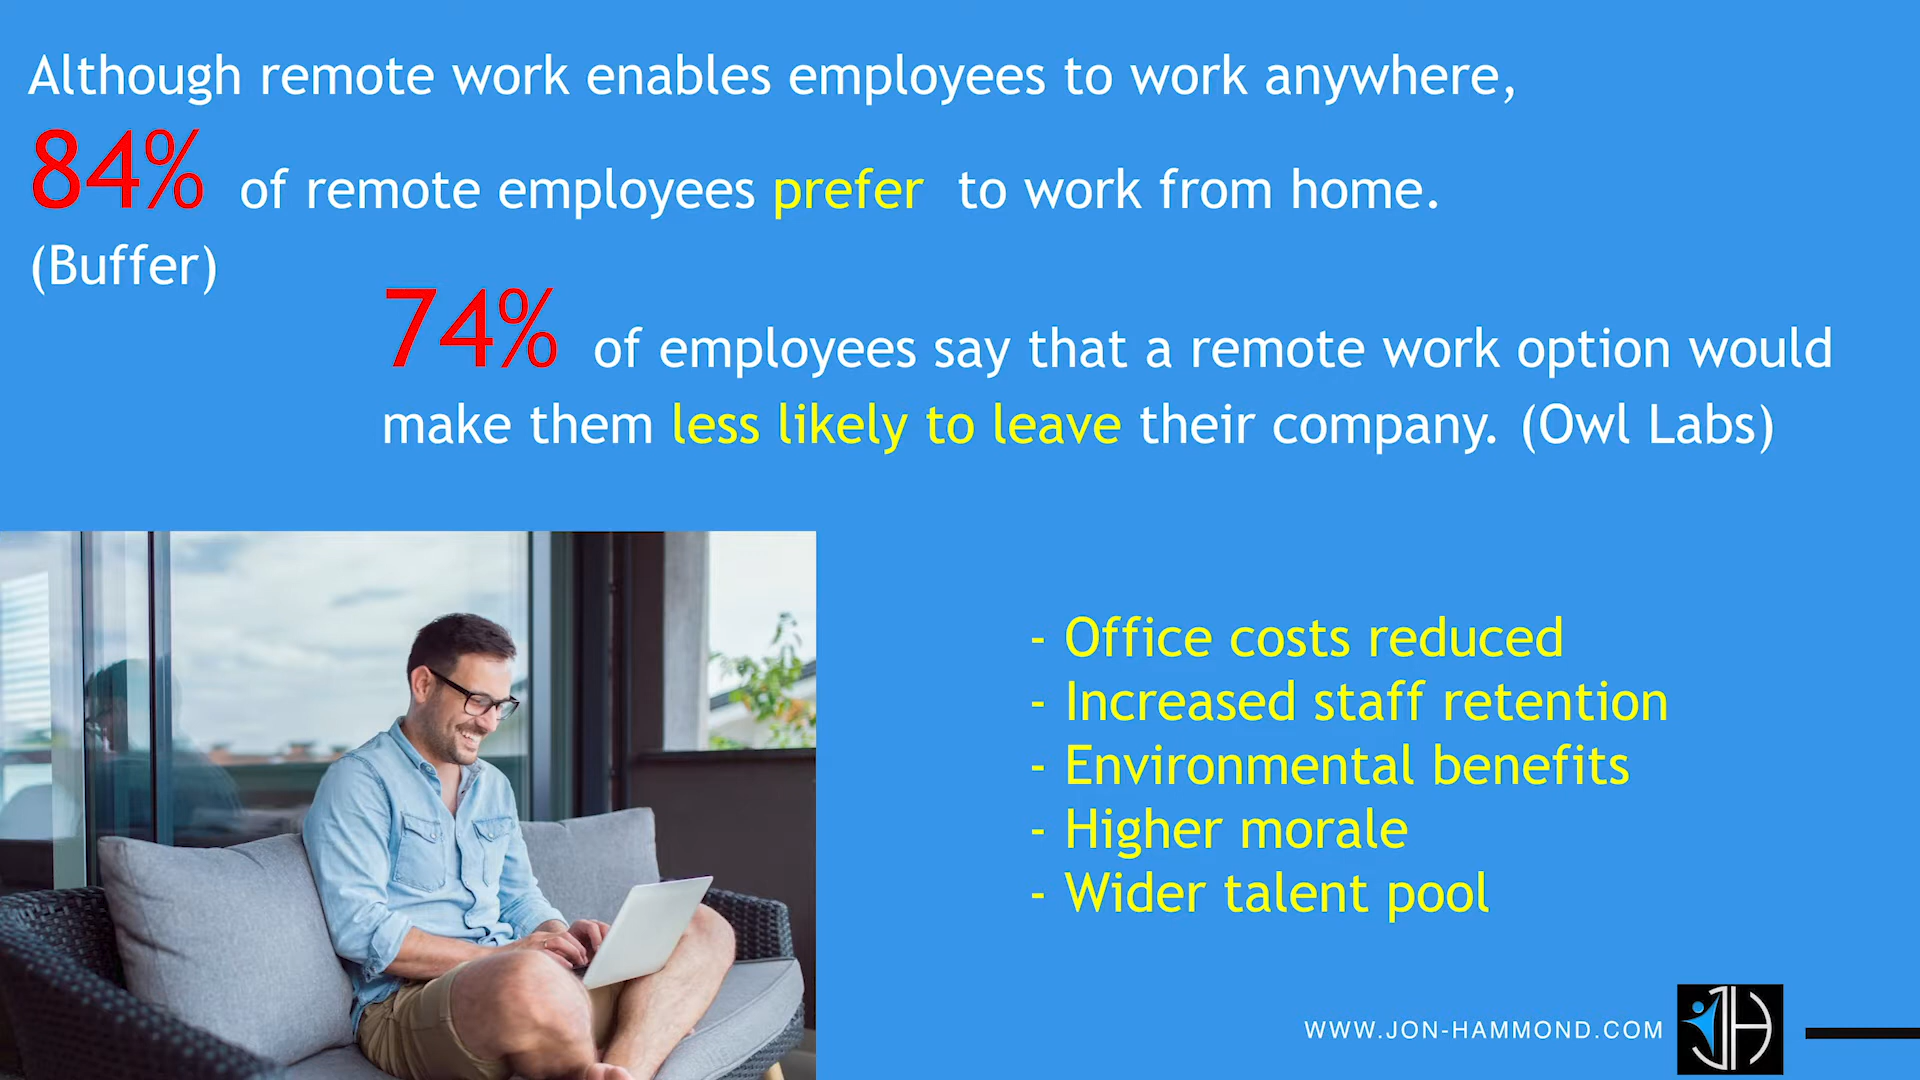 Although remote work enables employees to work anywhere,
84% of remote employees prefer to work from home.
(Buffer)
74% of employees say that a remote work option would
make them less likely to leave their company. (Owl Labs)
- Office costs reduced
- Increased staff retention
- Environmental benefits
- Higher morale
- Wider talent pool
WWW.JON-HAMMOND.COM
JH